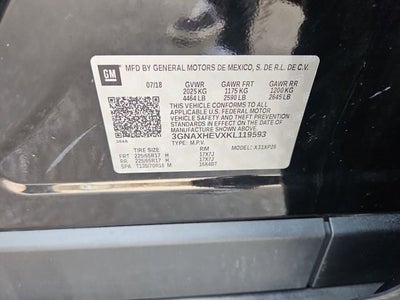 GM
MFD BY GENERAL MOTORS DE MEXICO, S. DE R.L. DE C.V.
07/18 GVWR GAWR FRT GAWR RR
2025 KG 1175 KG 1200 KG
4464 LB 2590 LB 2645 LB
THIS VEHICLE CONFORMS TO ALL APPLICABLE
U.S. FEDERAL MOTOR
VEHICLE SAFETY AND BUMPER STANDARDS
AND THEFT PREVENTION STANDARDS
IN EFFECT ON THE DATE OF MANUFACTURE SHOWN ABOVE.
3GNAXHEVXKL119593
TYPE: M.P.V. MODEL: X31XP26
TIRE SIZE RIM
FRT 225/65R17 H 17X7J
RR 225/65R17 H 17X7J
SPA T135/70R16 M 16X4BT